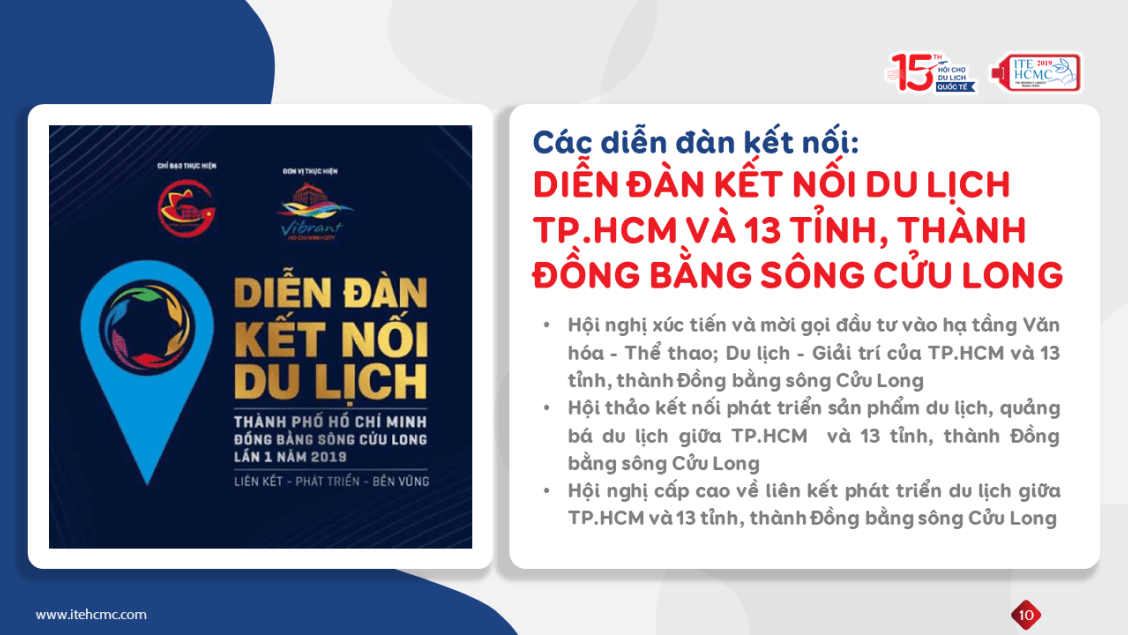 15TH
HỘI CHỢ
DU LỊCH
QUỐC TẾ
ITE 2019
HCMC
CHỈ ĐẠO THỰC HIỆN
ĐƠN VỊ THỰC HIỆN
Vibrant
HO CHI MINH CITY
DIỄN ĐÀN
KẾT NỐI
DU LỊCH
THÀNH PHỐ HỒ CHÍ MINH
ĐỒNG BẰNG SÔNG CỬU LONG
LẦN 1 NĂM 2019
LIÊN KẾT - PHÁT TRIỂN - BỀN VỮNG
Các diễn đàn kết nối:
DIỄN ĐÀN KẾT NỐI DU LỊCH
TP.HCM VÀ 13 TỈNH, THÀNH
ĐỒNG BẰNG SÔNG CỬU LONG
• Hội nghị xúc tiến và mời gọi đầu tư vào hạ tầng Văn
hóa - Thể thao; Du lịch - Giải trí của TP.HCM và 13
tỉnh, thành Đồng bằng sông Cửu Long
• Hội thảo kết nối phát triển sản phẩm du lịch, quảng
bá du lịch giữa TP.HCM và 13 tỉnh, thành Đồng
bằng sông Cửu Long
• Hội nghị cấp cao về liên kết phát triển du lịch giữa
TP.HCM và 13 tỉnh, thành Đồng bằng sông Cửu Long
www.itehcmc.com
10